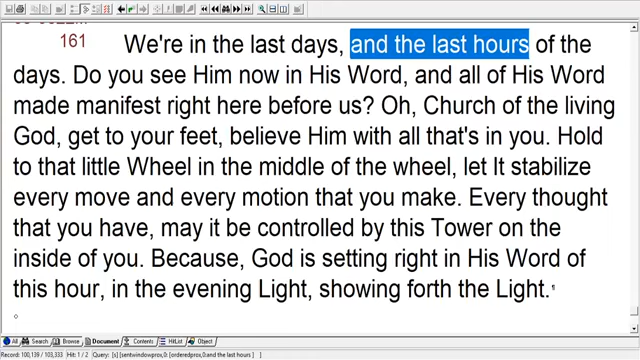 161 We're in the last days, and the last hours of the
days. Do you see Him now in His Word, and all of His Word
made manifest right here before us? Oh, Church of the living
God, get to your feet, believe Him with all that's in you. Hold
to that little Wheel in the middle of the wheel, let It stabilize
every move and every motion that you make. Every thought
that you have, may it be controlled by this Tower on the
inside of you. Because, God is setting right in His Word of
this hour, in the evening Light, showing forth the Light.
All Search Browse Document Contents HitList Object
Record: 100,139 / 103,333 Hit: 1 / 2 Query: [s] [sentwindowprox,0: [orderedprox,0:and the last hours ] ]